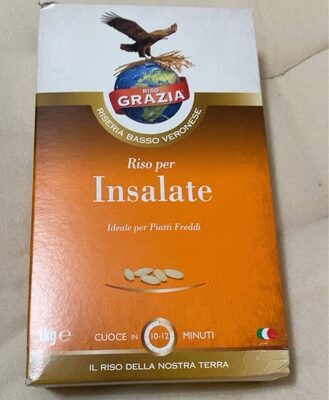 RISO
GRAZIA
RISERIA BASSO VERONESE
Riso per
Insalate
Ideale per Piatti Freddi
1kg e
CUOCE IN 10-12 MINUTI
IL RISO DELLA NOSTRA TERRA